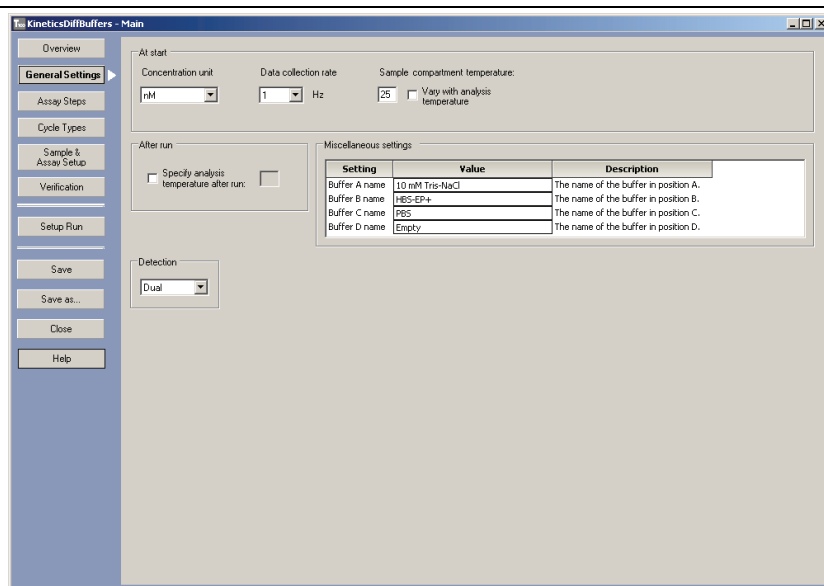 T100 KineticsDiffBuffers - Main
Overview
General Settings
Assay Steps
Cycle Types
Sample &
Assay Setup
Verification
Setup Run
Save
Save as...
Close
Help
At start
Concentration unit
Data collection rate
Sample compartment temperature:
nM
1
Hz
25
Vary with analysis
temperature
After run
Specify analysis
temperature after run:
Miscellaneous settings
Setting Value Description
Buffer A name 10 mM Tris-NaCl The name of the buffer in position A.
Buffer B name HBS-EP+ The name of the buffer in position B.
Buffer C name PBS The name of the buffer in position C.
Buffer D name Empty The name of the buffer in position D.
Detection
Dual